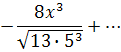 −8x³/√(13·5³) + ⋯